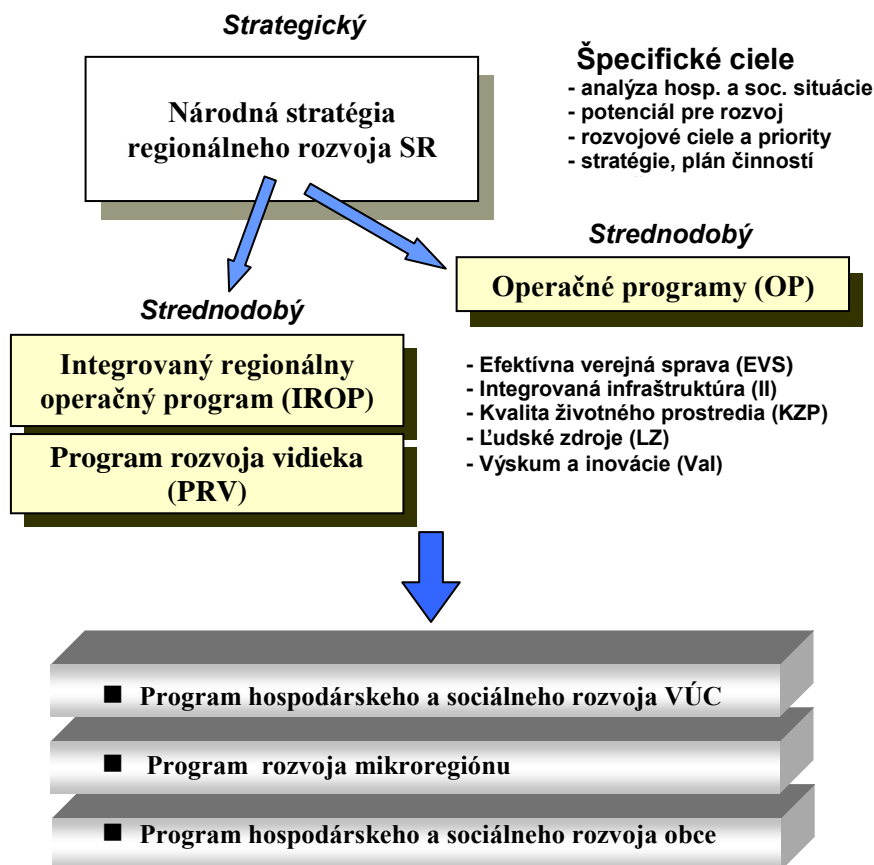 Strategický
Národná stratégia
regionálneho rozvoja SR
Špecifické ciele
- analýza hosp. a soc. situácie
- potenciál pre rozvoj
- rozvojové ciele a priority
- stratégie, plán činností
Strednodobý
Operačné programy (OP)
- Efektívna verejná sprava (EVS)
- Integrovaná infraštruktúra (II)
- Kvalita životného prostredia (KZP)
- Ľudské zdroje (LZ)
- Výskum a inovácie (VaI)
Strednodobý
Integrovaný regionálny
operačný program (IROP)
Program rozvoja vidieka
(PRV)
■ Program hospodárskeho a sociálneho rozvoja VÚC
■ Program rozvoja mikroregiónu
■ Program hospodárskeho a sociálneho rozvoja obce